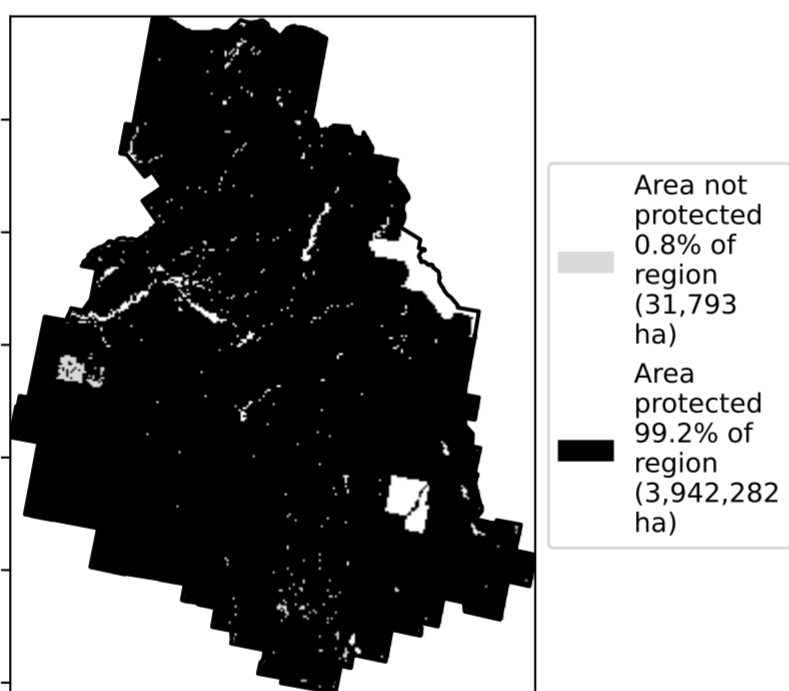 Area not
protected
0.8% of
region
(31,793
ha)
Area
protected
99.2% of
region
(3,942,282
ha)